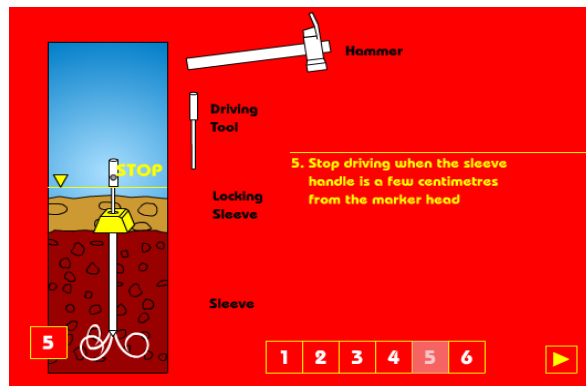 Hammer
Driving
Tool
STOP
5. Stop driving when the sleeve
handle is a few centimetres
from the marker head
Locking
Sleeve
Sleeve
5
1 2 3 4 5 6